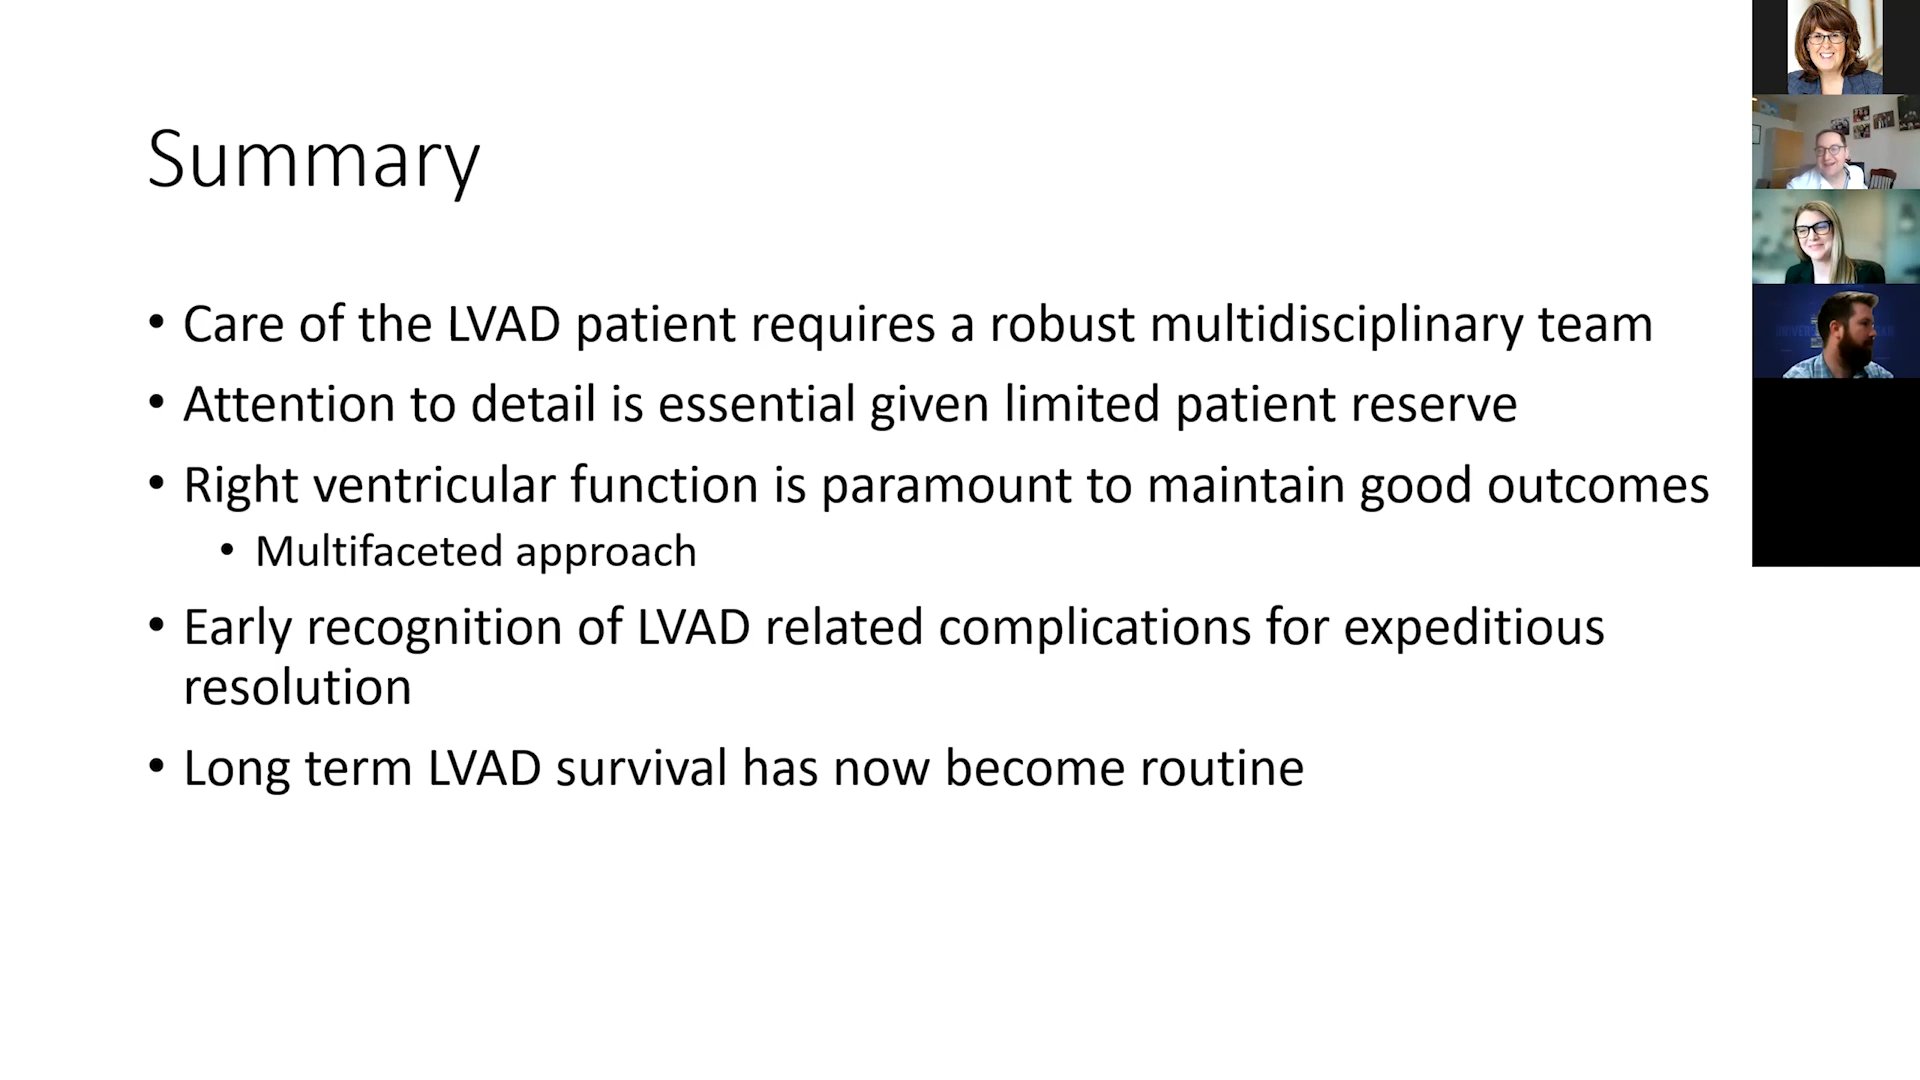 Summary
• Care of the LVAD patient requires a robust multidisciplinary team
• Attention to detail is essential given limited patient reserve
• Right ventricular function is paramount to maintain good outcomes
• Multifaceted approach
• Early recognition of LVAD related complications for expeditious
resolution
• Long term LVAD survival has now become routine